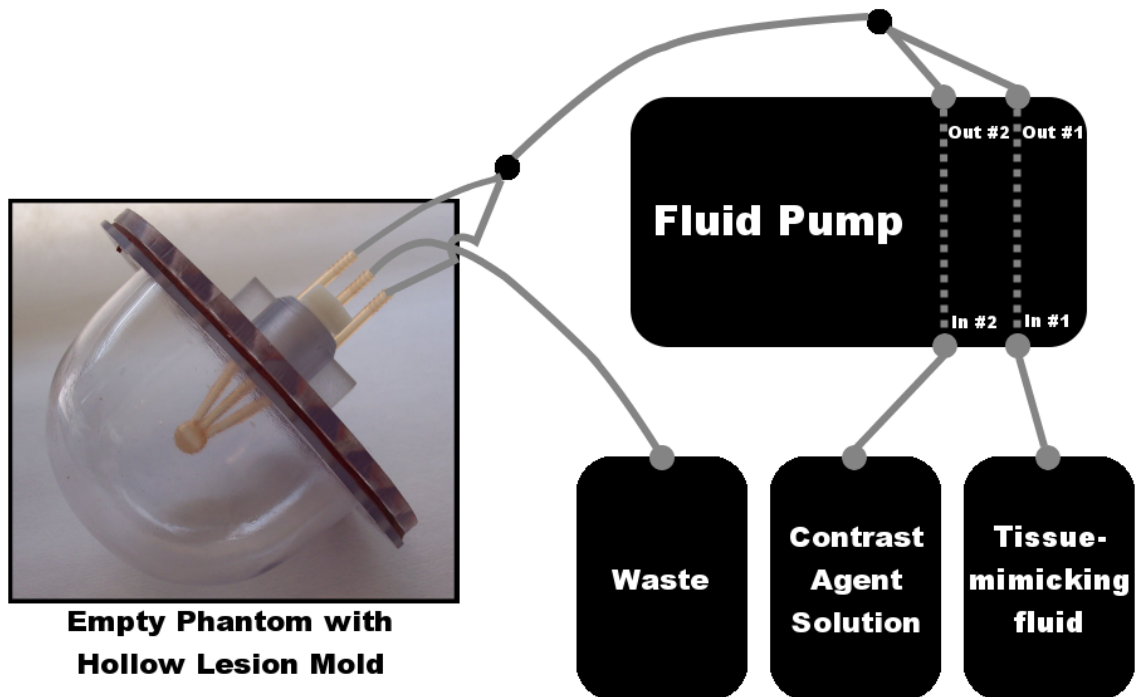 Out #2 Out #1
Fluid Pump
In #2 In #1
Waste
Contrast
Agent
Solution
Tissue-
mimicking
fluid
Empty Phantom with
Hollow Lesion Mold